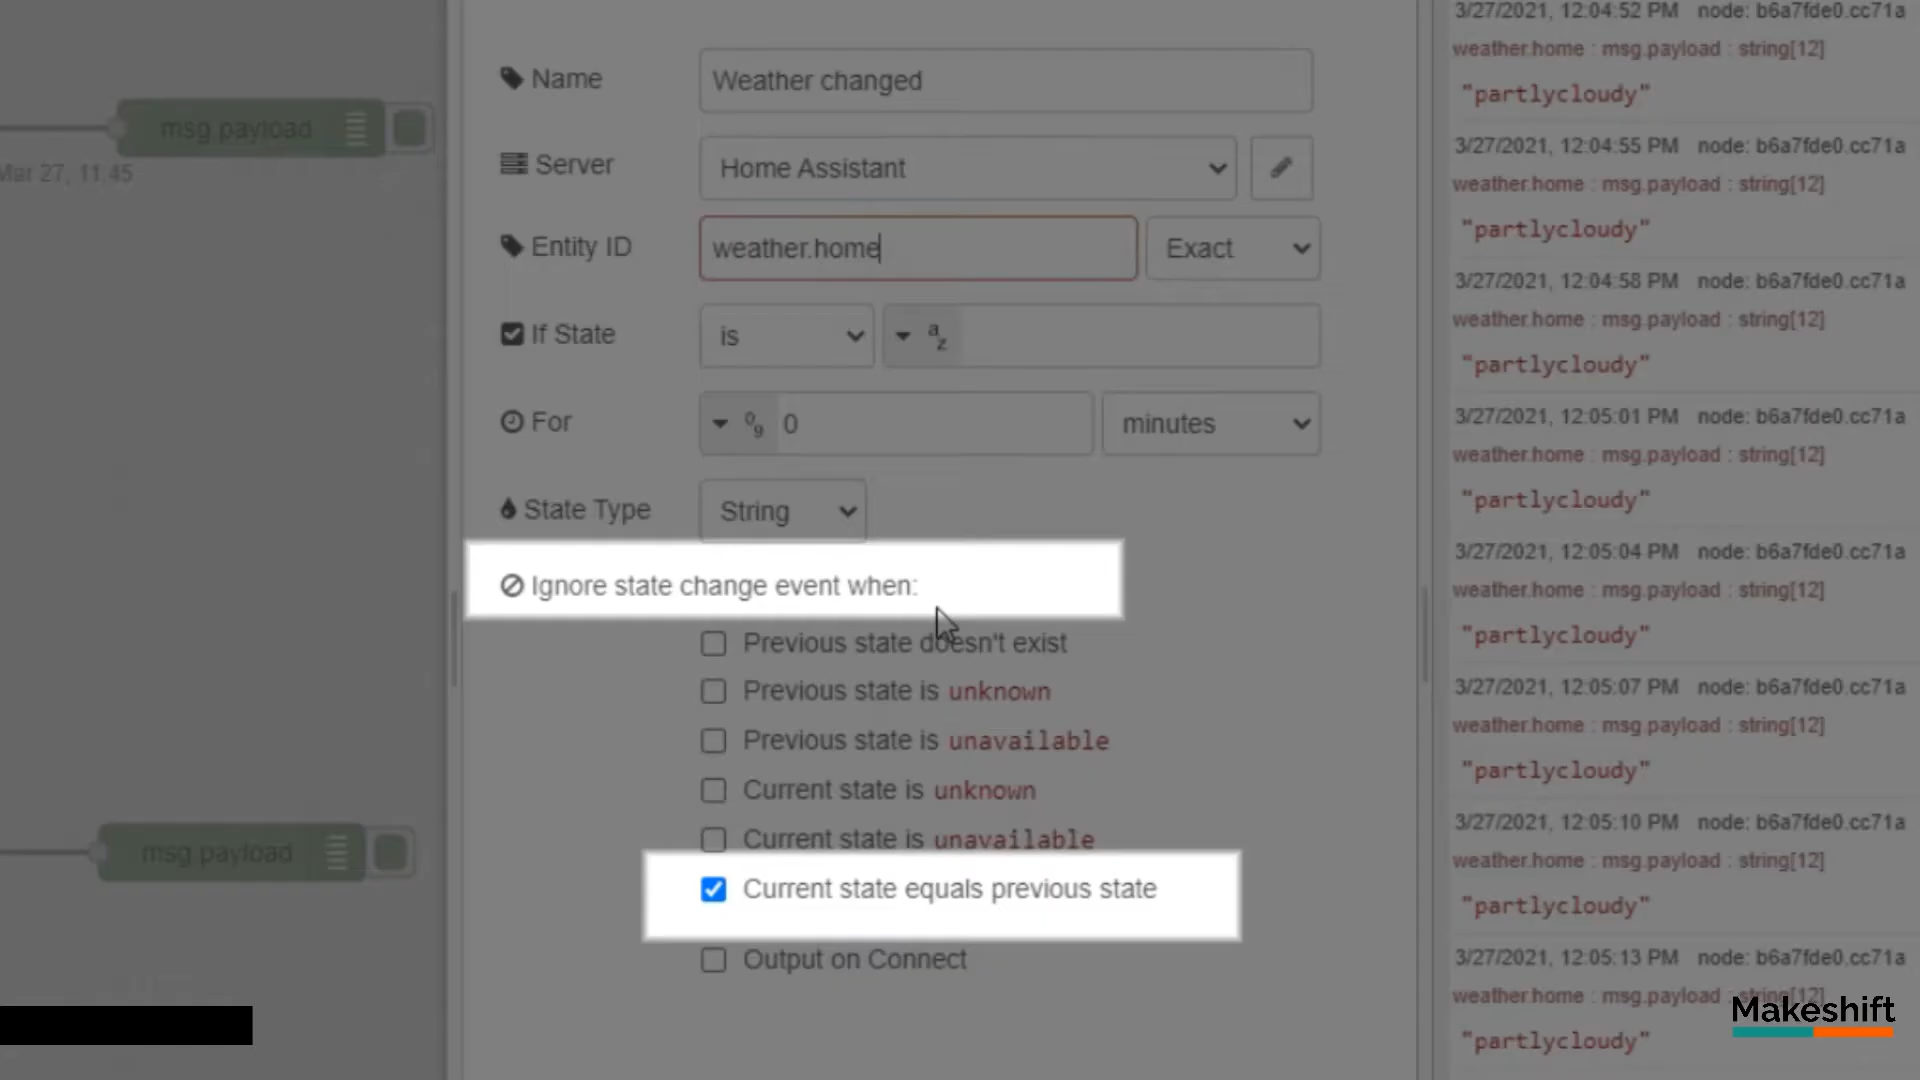 msg.payload
Mar 27, 11:45
msg.payload
Name
Weather changed
Server
Home Assistant
Entity ID
weather.home
Exact
If State
is
a
z
For
0
9
0
minutes
State Type
String
Ignore state change event when:
Previous state doesn't exist
Previous state is unknown
Previous state is unavailable
Current state is unknown
Current state is unavailable
Current state equals previous state
Output on Connect
3/27/2021, 12:04:52 PM node: b6a7fde0.cc71a
weather.home : msg.payload : string[12]
"partlycloudy"
3/27/2021, 12:04:55 PM node: b6a7fde0.cc71a
weather.home : msg.payload : string[12]
"partlycloudy"
3/27/2021, 12:04:58 PM node: b6a7fde0.cc71a
weather.home : msg.payload : string[12]
"partlycloudy"
3/27/2021, 12:05:01 PM node: b6a7fde0.cc71a
weather.home : msg.payload : string[12]
"partlycloudy"
3/27/2021, 12:05:04 PM node: b6a7fde0.cc71a
weather.home : msg.payload : string[12]
"partlycloudy"
3/27/2021, 12:05:07 PM node: b6a7fde0.cc71a
weather.home : msg.payload : string[12]
"partlycloudy"
3/27/2021, 12:05:10 PM node: b6a7fde0.cc71a
weather.home : msg.payload : string[12]
"partlycloudy"
3/27/2021, 12:05:13 PM node: b6a7fde0.cc71a
weather.home : msg.payload : string[12]
"partlycloudy"
Makeshift